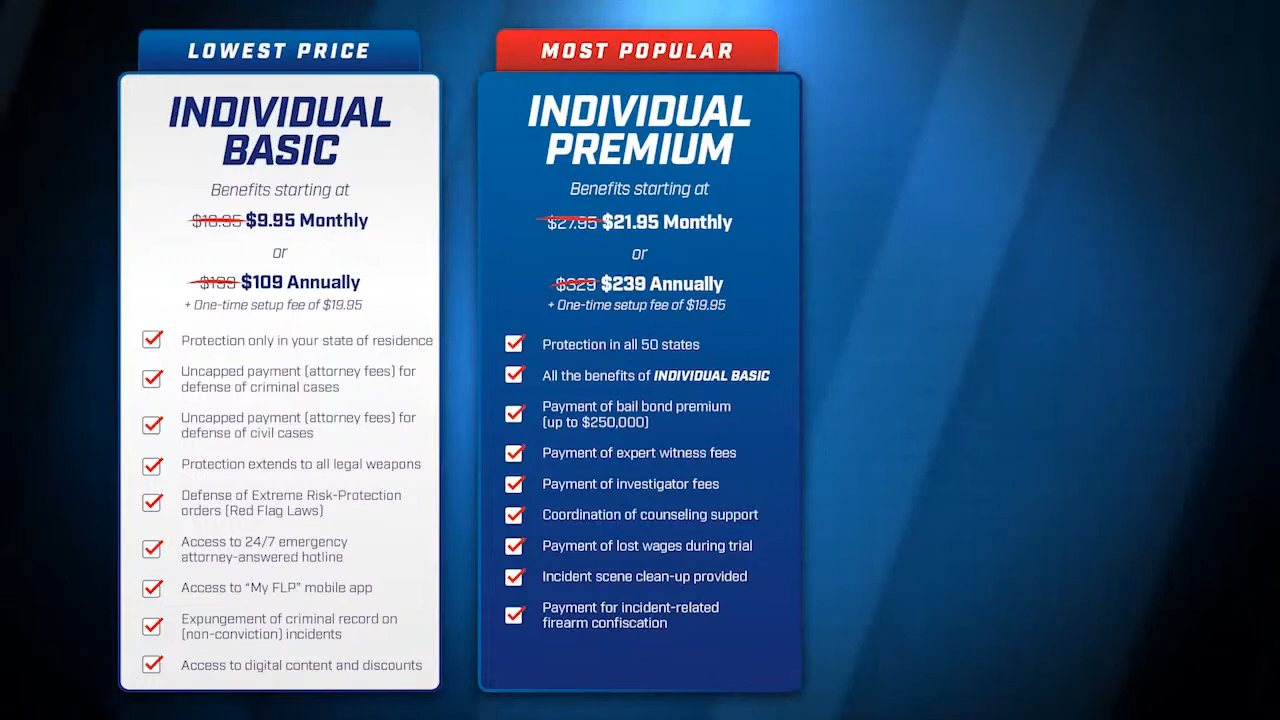 LOWEST PRICE
INDIVIDUAL
BASIC
Benefits starting at
$9.95 Monthly
or
$109 Annually
+ One-time setup fee of $19.95
Protection only in your state of residence
Uncapped payment (attorney fees) for
defense of criminal cases
Uncapped payment (attorney fees) for
defense of civil cases
Protection extends to all legal weapons
Defense of Extreme Risk-Protection
orders (Red Flag Laws)
Access to 24/7 emergency
attorney-answered hotline
Access to “My FLP” mobile app
Expungement of criminal record on
(non-conviction) incidents
Access to digital content and discounts
MOST POPULAR
INDIVIDUAL
PREMIUM
Benefits starting at
$27.95 $21.95 Monthly
or
$329 $239 Annually
+ One-time setup fee of $19.95
Protection in all 50 states
All the benefits of INDIVIDUAL BASIC
Payment of bail bond premium
(up to $250,000)
Payment of expert witness fees
Payment of investigator fees
Coordination of counseling support
Payment of lost wages during trial
Incident scene clean-up provided
Payment for incident-related
firearm confiscation